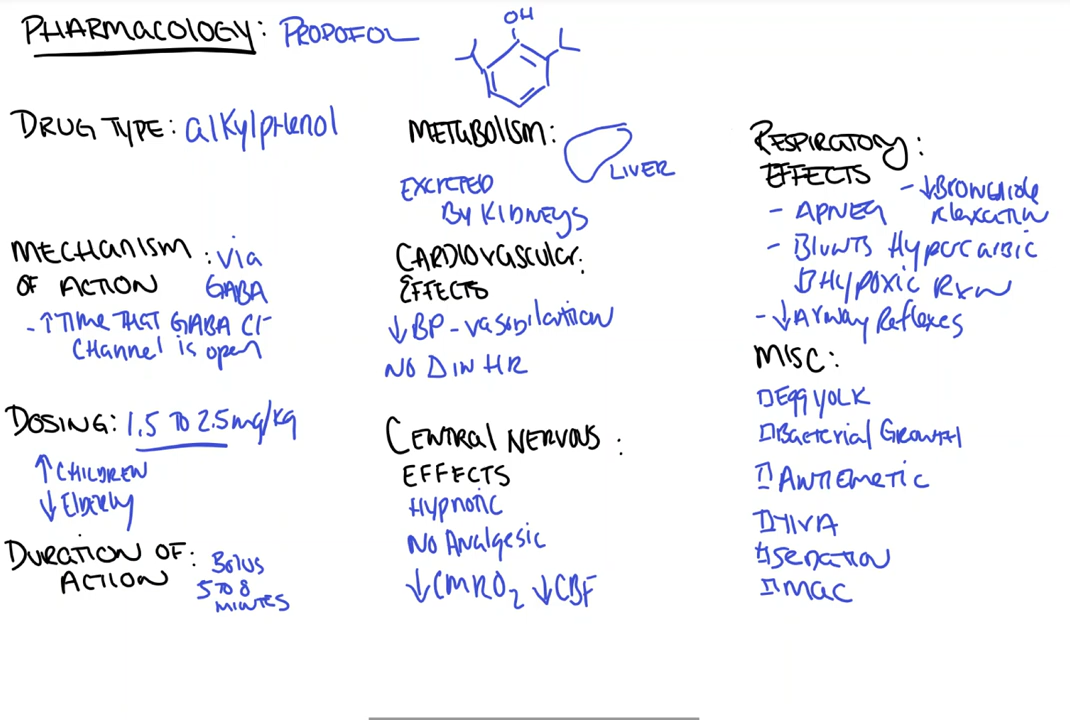 PHARMACOLOGY: PROPOFOL
OH
DRUG TYPE: alkylphenol
MECHANISM : via
OF ACTION GABA
- ↑ TIME THAT GABA Cl-
CHANNEL is open
DOSING: 1.5 TO 2.5 mg/kg
↑ CHILDREN
↓ Elderly
DURATION OF: Bolus
ACTION 5 TO 8
MINUTES
METABOLISM:
LIVER
EXCRETED
By KIDNEYS
CARDIOVASCULAR:
EFFECTS
↓ BP - vasodilation
NO Δ IN HR
CENTRAL NERVOUS :
EFFECTS
Hypnotic
No Analgesic
↓ CMRO₂ ↓ CBF
RESPIRATORY :
EFFECTS
- APNEA
- Blunts Hypercarbic
Hypoxic RXN
- ↓ Airway Reflexes
MISC:
Egg YOLK
Bacterial Growth
Antiemetic
TIVA
SEDATION
MAC